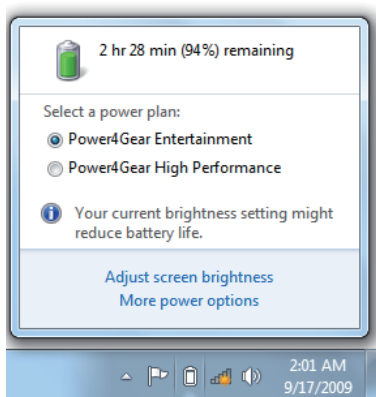 2 hr 28 min (94%) remaining
Select a power plan:
Power4Gear Entertainment
Power4Gear High Performance
Your current brightness setting might
reduce battery life.
Adjust screen brightness
More power options
2:01 AM
9/17/2009